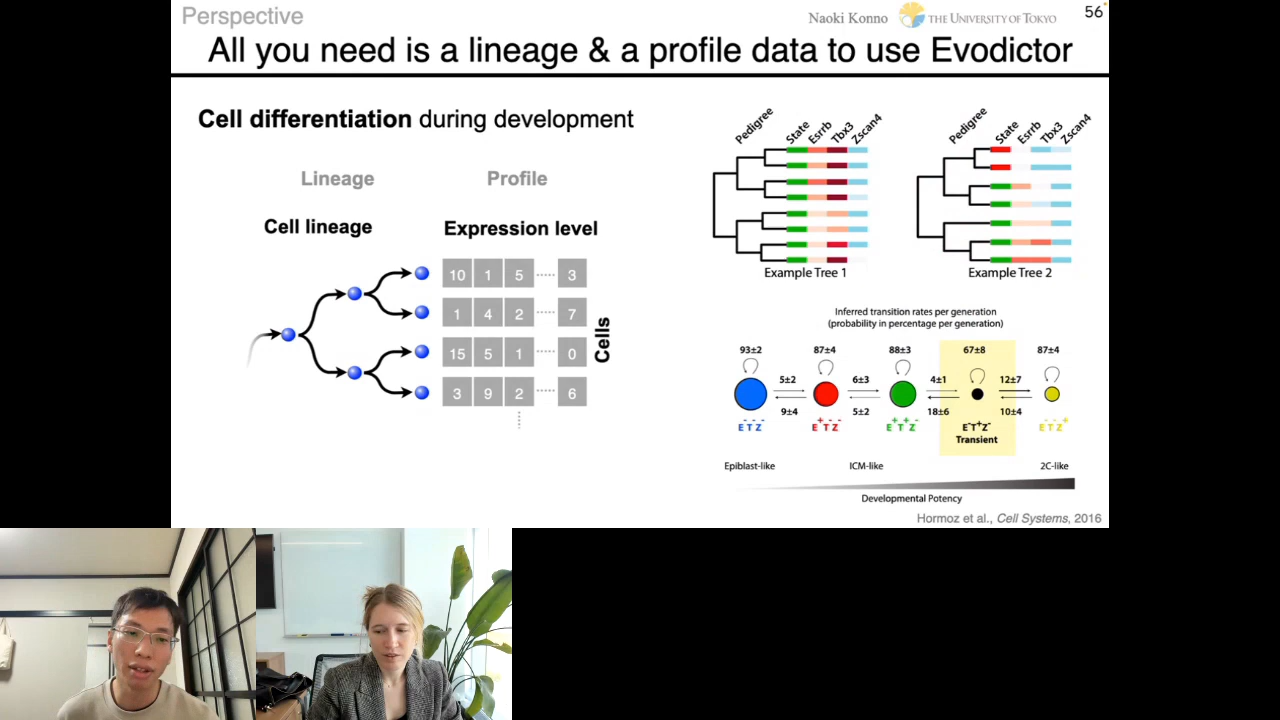 Perspective
Naoki Konno
THE UNIVERSITY OF TOKYO
56
All you need is a lineage & a profile data to use Evodictor
Cell differentiation during development
Lineage
Profile
Cell lineage
Expression level
10 1 5 ····· 3
1 4 2 ····· 7
15 5 1 ····· 0
3 9 2 ····· 6
Cells
Pedigree State Esrrb Tbx3 Zscan4
Example Tree 1
Pedigree State Esrrb Tbx3 Zscan4
Example Tree 2
Inferred transition rates per generation
(probability in percentage per generation)
93±2 87±4 88±3 67±8 87±4
5±2 6±3 4±1 12±7
9±4 5±2 18±6 10±4
E⁻T⁻Z⁻ E⁺T⁻Z⁻ E⁺T⁺Z⁻ E⁻T⁺Z⁻ E⁻T⁻Z⁺
Transient
Epiblast-like ICM-like 2C-like
Developmental Potency
Hormoz et al., Cell Systems, 2016